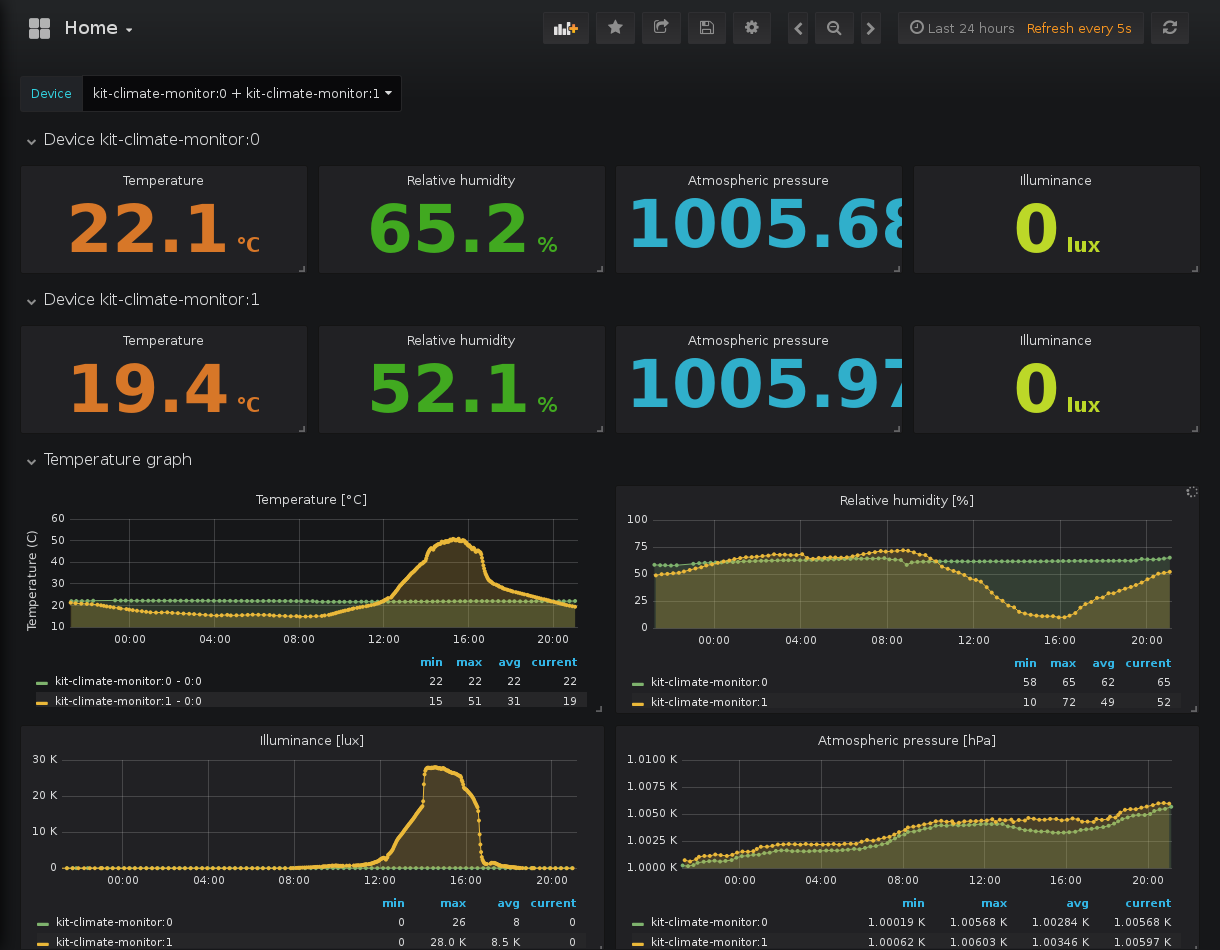 Home
Last 24 hours Refresh every 5s
Device kit-climate-monitor:0 + kit-climate-monitor:1
Device kit-climate-monitor:0
Temperature Relative humidity Atmospheric pressure Illuminance
22.1 °C 65.2 % 1005.68 0 lux
Device kit-climate-monitor:1
Temperature Relative humidity Atmospheric pressure Illuminance
19.4 °C 52.1 % 1005.97 0 lux
Temperature graph
Temperature [°C]
Temperature (C)
60
50
40
30
20
10
00:00 04:00 08:00 12:00 16:00 20:00
min max avg current
kit-climate-monitor:0 - 0:0 22 22 22 22
kit-climate-monitor:1 - 0:0 15 51 31 19
Relative humidity [%]
100
75
50
25
0
00:00 04:00 08:00 12:00 16:00 20:00
min max avg current
kit-climate-monitor:0 58 65 62 65
kit-climate-monitor:1 10 72 49 52
Illuminance [lux]
30 K
20 K
10 K
0
00:00 04:00 08:00 12:00 16:00 20:00
min max avg current
kit-climate-monitor:0 0 26 8 0
kit-climate-monitor:1 0 28.0 K 8.5 K 0
Atmospheric pressure [hPa]
1.0100 K
1.0075 K
1.0050 K
1.0025 K
1.0000 K
00:00 04:00 08:00 12:00 16:00 20:00
min max avg current
kit-climate-monitor:0 1.00019 K 1.00568 K 1.00284 K 1.00568 K
kit-climate-monitor:1 1.00062 K 1.00603 K 1.00346 K 1.00597 K